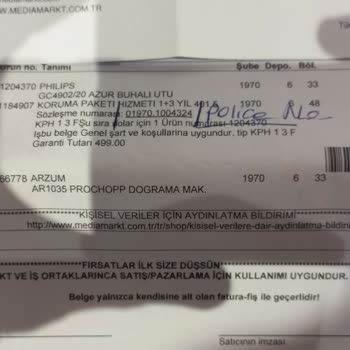 WWW.MEDIAMARKT.COM.TR
Ürün no. Tanımı Şube Depo. Böl.
1204370 PHILIPS 1970 6 33
GC4902/20 AZUR BUHALI UTU
1184907 KORUMA PAKETİ HIZMETI 1+3 YIL 1970 6 48
Sözleşme numarası: 01970.1004324 / Police No
KPH 1 3 FŞu sıra dolar için 1 Ürün numarası 1204370
İşbu belge Genel şart ve koşullarına uygundur. tip KPH 1 3 F
Garanti Tutarı 499.00
66778 ARZUM 1970 6 33
AR1035 PROCHOPP DOGRAMA MAK.
*KİŞİSEL VERİLER İÇİN AYDINLATMA BİLDİRİMİ
http://www.mediamarkt.com.tr/tr/shop/kisisel-verilere-dair-aydinlatma-bildirim
FIRSATLAR İLK SİZE DÜŞSÜN
KT VE İŞ ORTAKLARINCA SATIŞ/PAZARLAMA İÇİN KULLANIMI UYGUNDUR.
Belge yalnızca kendisine ait olan fatura-fiş ile geçerlidir!
Satıcının imzası